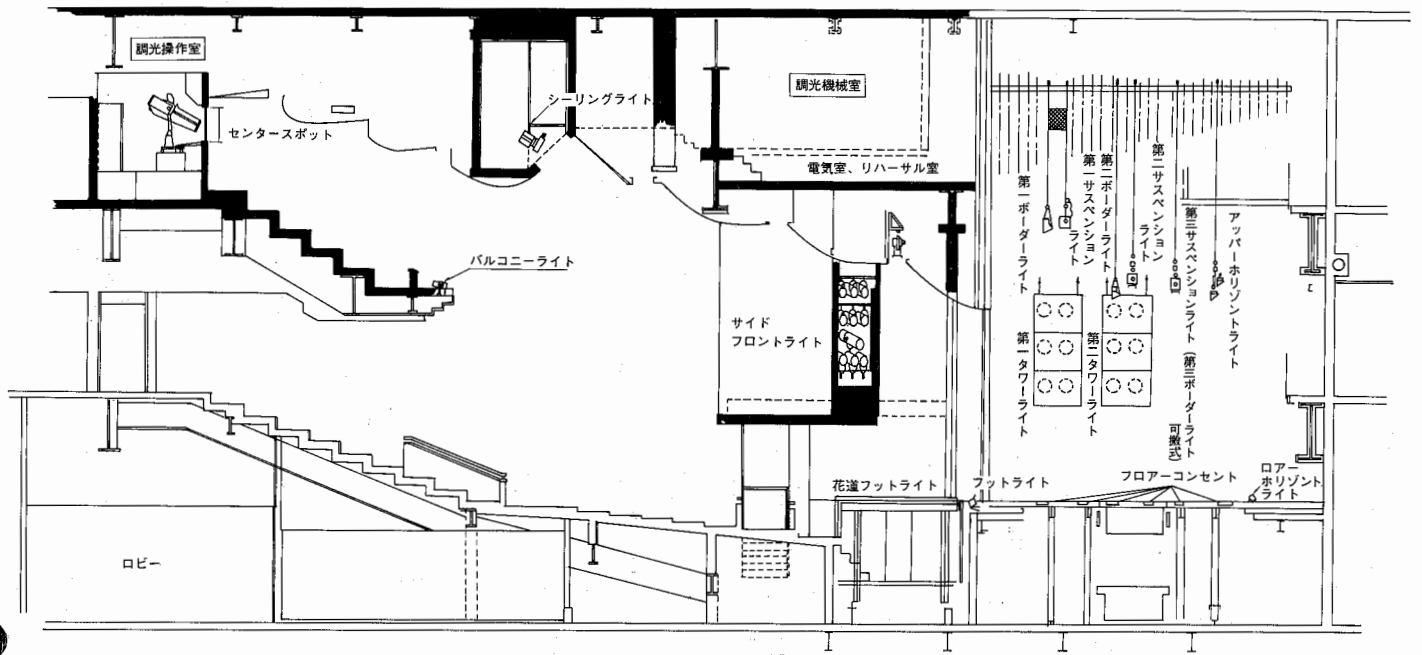 調光操作室
センタースポット
シーリングライト
調光機械室
電気室、リハーサル室
バルコニーライト
サイド
フロントライト
第一ボーダーライト
第一サスペンション
ライト
第二ボーダーライト
第二サスペンション
ライト
第三サスペンションライト(第三ボーダーライト)
可搬式
アッパーホリゾントライト
第一タワーライト
第二タワーライト
花道フットライト
フットライト
フロアーコンセント
ロアー
ホリゾント
ライト
ロビー